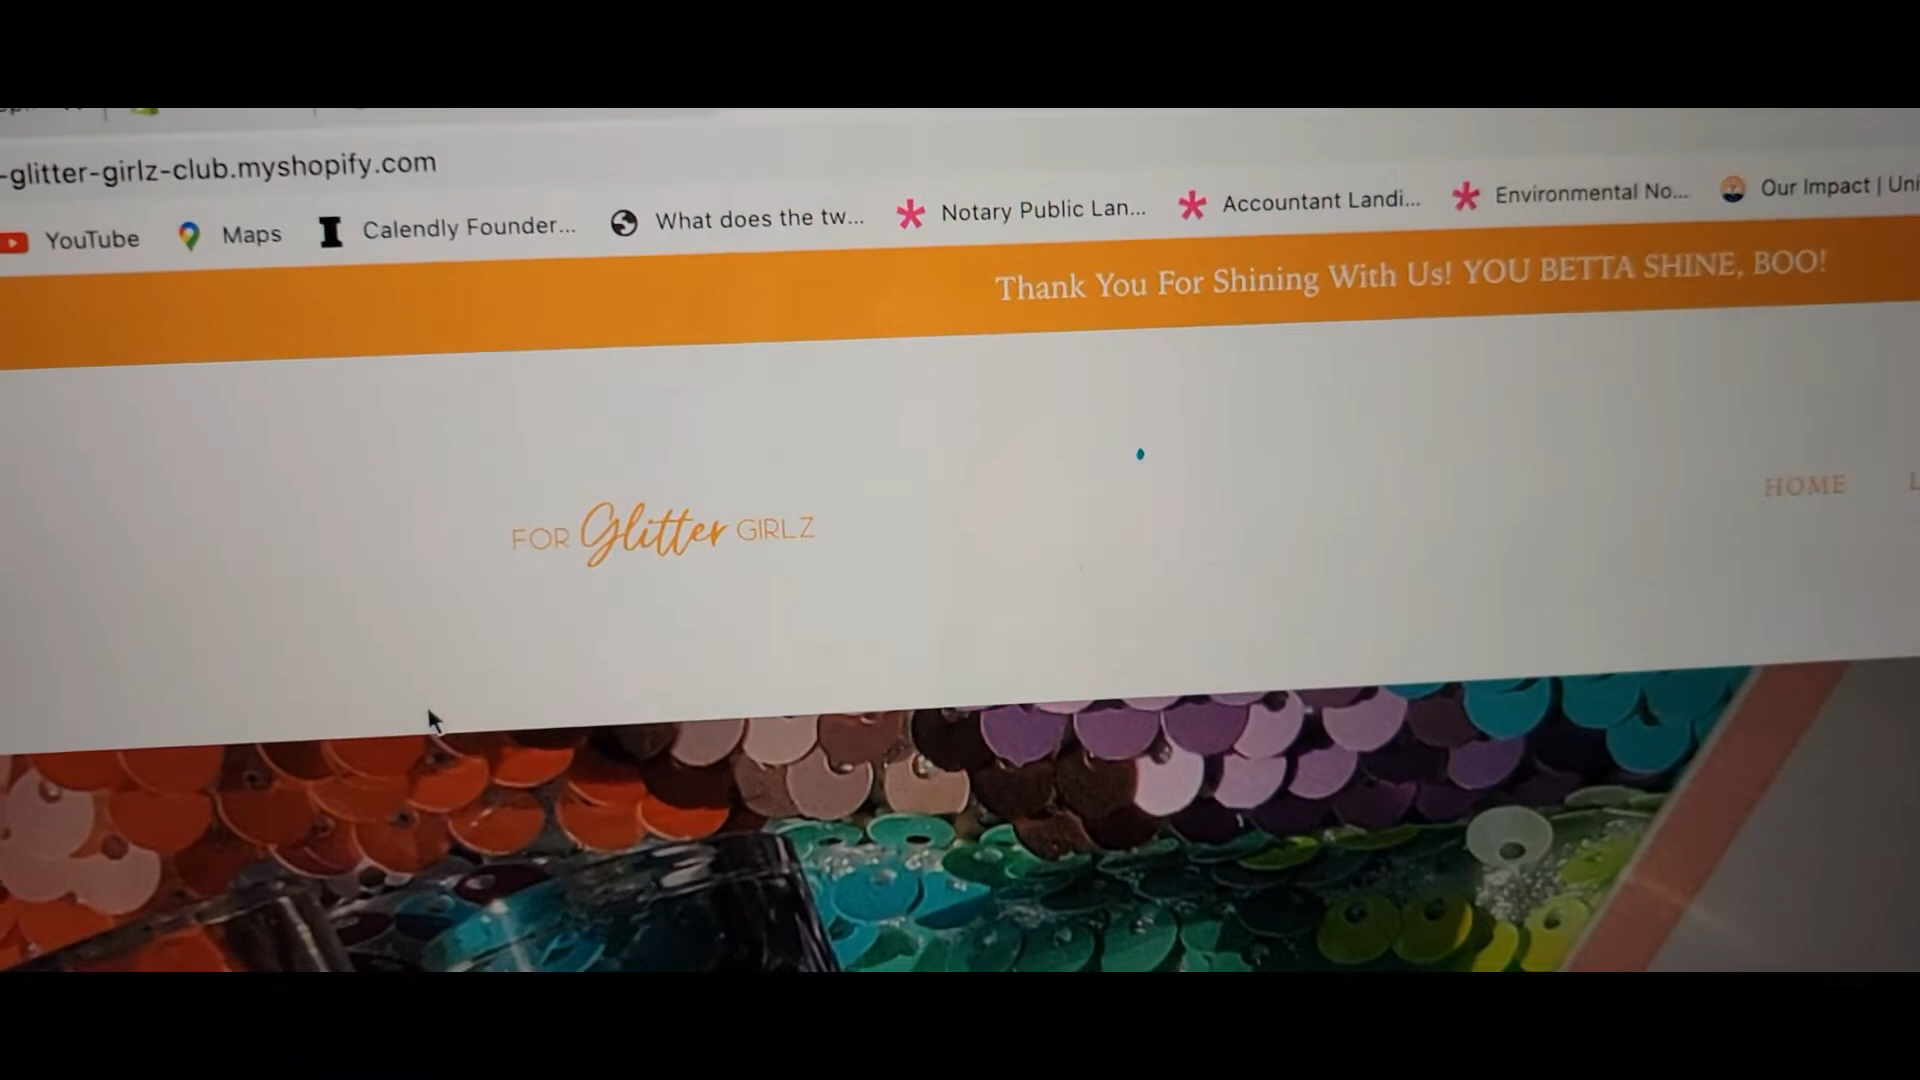 -glitter-girlz-club.myshopify.com
YouTube Maps Calendly Founder... What does the tw... Notary Public Lan... Accountant Landi... Environmental No... Our Impact | Uni
Thank You For Shining With Us! YOU BETTA SHINE, BOO!
HOME
FOR Glitter GIRLZ